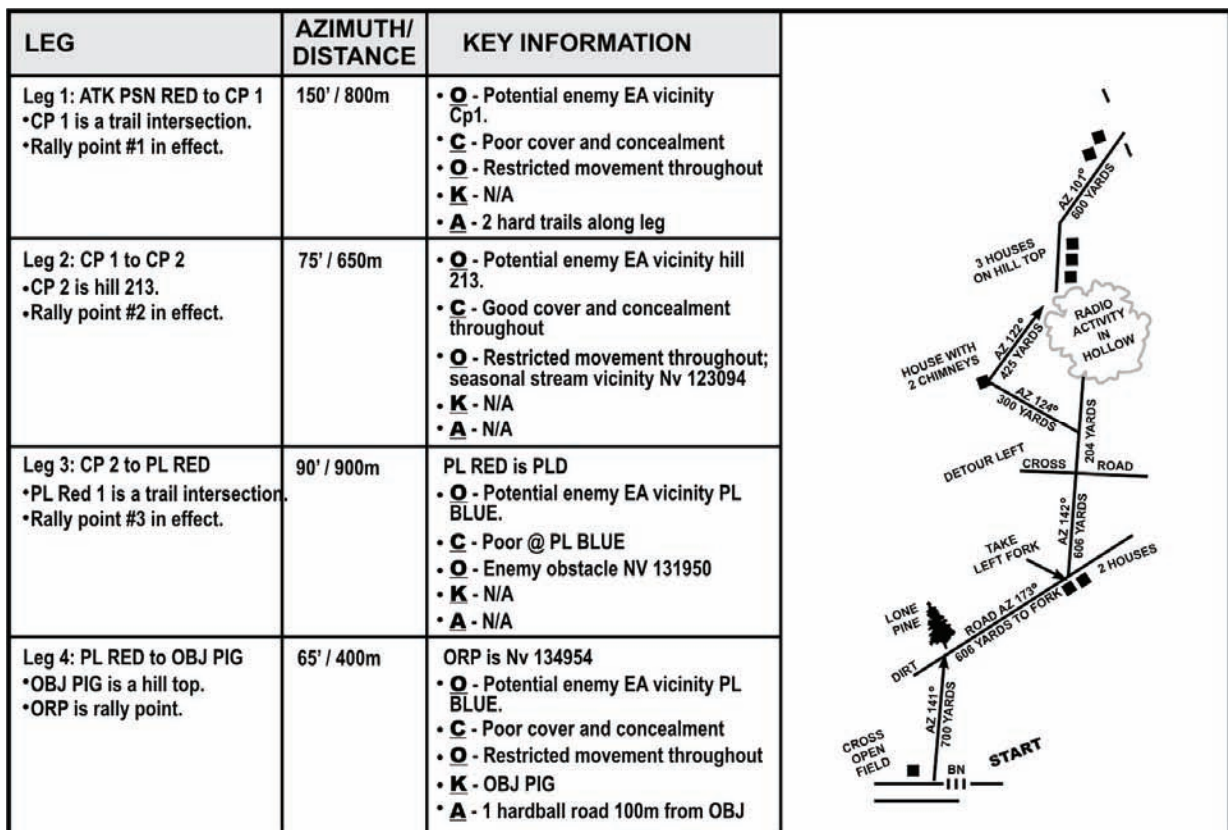 LEG
AZIMUTH/
DISTANCE
KEY INFORMATION
Leg 1: ATK PSN RED to CP 1
•CP 1 is a trail intersection.
•Rally point #1 in effect.
150' / 800m
• O - Potential enemy EA vicinity
Cp1.
• C - Poor cover and concealment
• O - Restricted movement throughout
• K - N/A
• A - 2 hard trails along leg
Leg 2: CP 1 to CP 2
•CP 2 is hill 213.
•Rally point #2 in effect.
75' / 650m
• O - Potential enemy EA vicinity hill
213.
• C - Good cover and concealment
throughout
• O - Restricted movement throughout;
seasonal stream vicinity Nv 123094
• K - N/A
• A - N/A
Leg 3: CP 2 to PL RED
•PL Red 1 is a trail intersection.
•Rally point #3 in effect.
90' / 900m
PL RED is PLD
• O - Potential enemy EA vicinity PL
BLUE.
• C - Poor @ PL BLUE
• O - Enemy obstacle NV 131950
• K - N/A
• A - N/A
Leg 4: PL RED to OBJ PIG
•OBJ PIG is a hill top.
•ORP is rally point.
65' / 400m
ORP is Nv 134954
• O - Potential enemy EA vicinity PL
BLUE.
• C - Poor cover and concealment
• O - Restricted movement throughout
• K - OBJ PIG
• A - 1 hardball road 100m from OBJ
AZ 101º
600 YARDS
3 HOUSES
ON HILL TOP
RADIO
ACTIVITY
IN
HOLLOW
AZ 122º
425 YARDS
HOUSE WITH
2 CHIMNEYS
AZ 124º
300 YARDS
204 YARDS
DETOUR LEFT
CROSS ROAD
AZ 142º
606 YARDS
TAKE
LEFT FORK
2 HOUSES
LONE
PINE
ROAD AZ 173º
606 YARDS TO FORK
DIRT
AZ 141º
700 YARDS
CROSS
OPEN
FIELD
BN
START